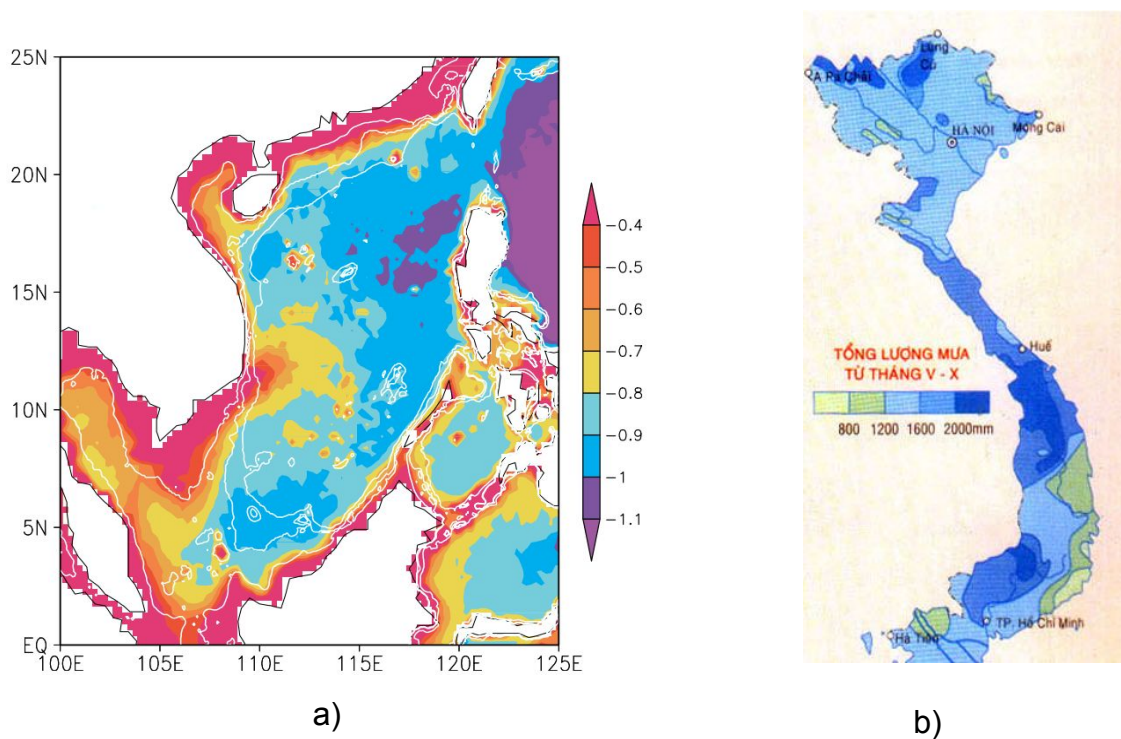 25N
20N
15N
10N
5N
EQ
100E 105E 110E 115E 120E 125E
-0.4
-0.5
-0.6
-0.7
-0.8
-0.9
-1
-1.1
a)
Lũng
Cú
A Pa Chải
HÀ NỘI
Móng Cái
Huế
TỔNG LƯỢNG MƯA
TỪ THÁNG V - X
800 1200 1600 2000mm
TP. Hồ Chí Minh
Hà Tiên
b)